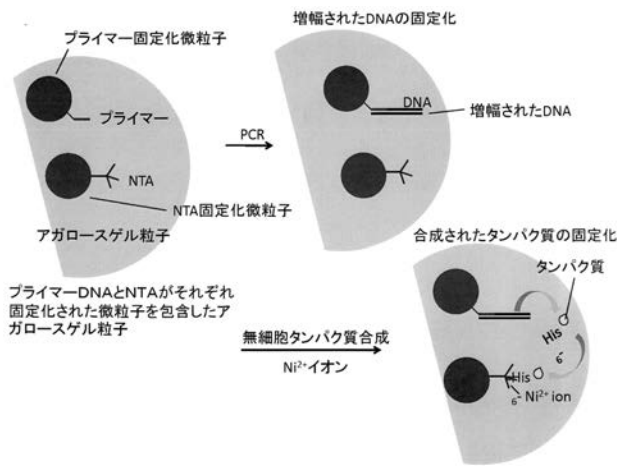 プライマー固定化微粒子
プライマー
NTA
NTA固定化微粒子
アガロースゲル粒子
プライマーDNAとNTAがそれぞれ
固定化された微粒子を包含したア
ガロースゲル粒子
PCR
増幅されたDNAの固定化
DNA
増幅されたDNA
無細胞タンパク質合成
Ni²⁺イオン
合成されたタンパク質の固定化
タンパク質
His
6-
His
6- Ni²⁺ ion